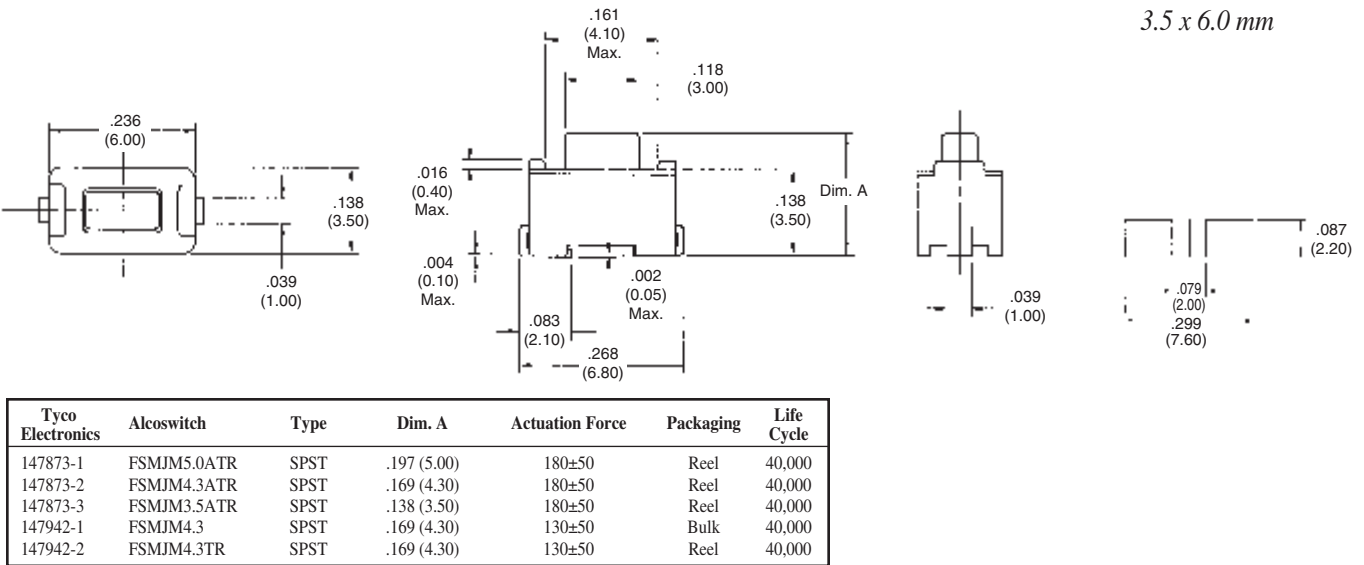 3.5 x 6.0 mm
.161
(4.10)
Max.
.118
(3.00)
.236
(6.00)
.138
(3.50)
.039
(1.00)
.016
(0.40)
Max.
.004
(0.10)
Max.
.083
(2.10)
.268
(6.80)
.002
(0.05)
Max.
.138
(3.50)
Dim. A
.039
(1.00)
.087
(2.20)
.079
(2.00)
.299
(7.60)
Tyco Electronics Alcoswitch Type Dim. A Actuation Force Packaging Life Cycle
147873-1 FSMJM5.0ATR SPST .197 (5.00) 180±50 Reel 40,000
147873-2 FSMJM4.3ATR SPST .169 (4.30) 180±50 Reel 40,000
147873-3 FSMJM3.5ATR SPST .138 (3.50) 180±50 Reel 40,000
147942-1 FSMJM4.3 SPST .169 (4.30) 130±50 Bulk 40,000
147942-2 FSMJM4.3TR SPST .169 (4.30) 130±50 Reel 40,000